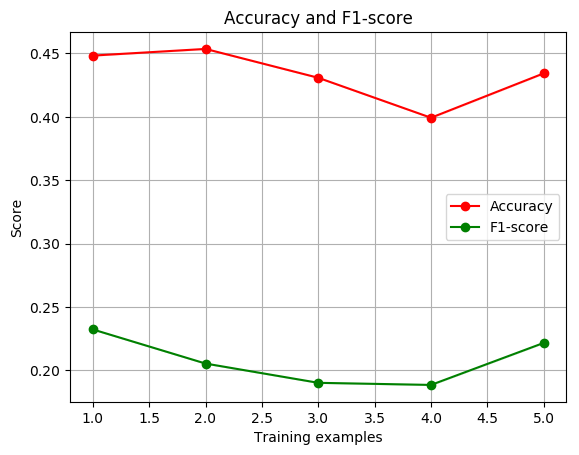 Accuracy and F1-score
0.45
0.40
0.35
0.30
0.25
0.20
Score
Accuracy
F1-score
1.0 1.5 2.0 2.5 3.0 3.5 4.0 4.5 5.0
Training examples